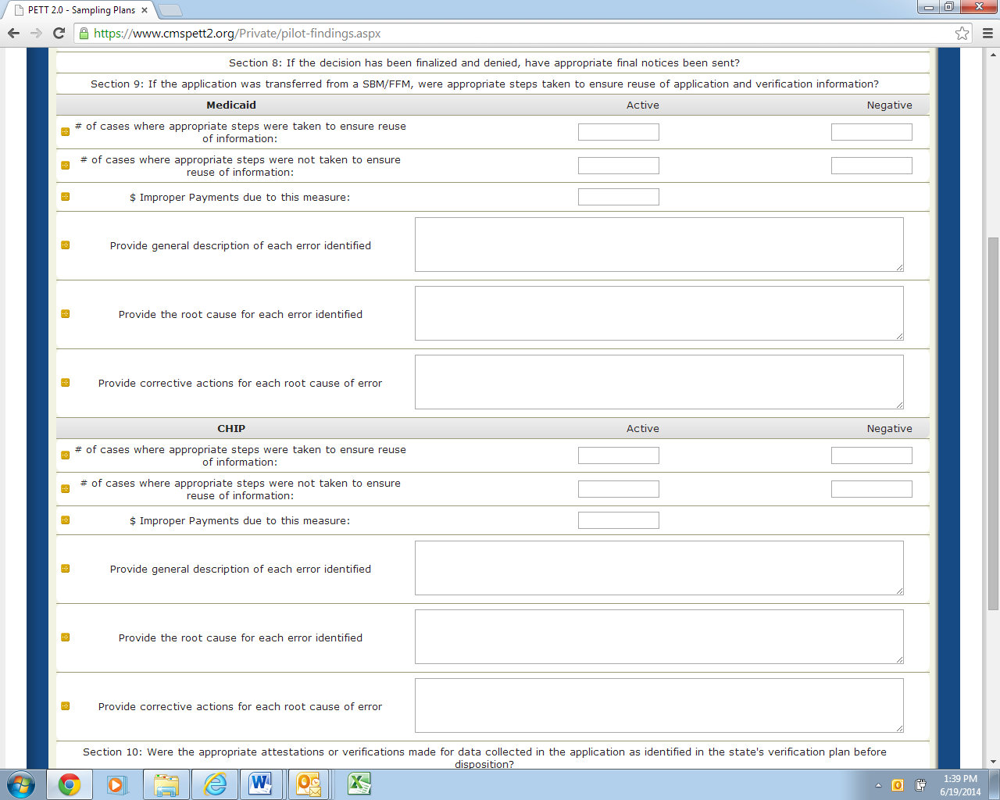 PETT 2.0 - Sampling Plans
https://www.cmspett2.org/Private/pilot-findings.aspx
Section 8: If the decision has been finalized and denied, have appropriate final notices been sent?
Section 9: If the application was transferred from a SBM/FFM, were appropriate steps taken to ensure reuse of application and verification information?
Medicaid Active Negative
# of cases where appropriate steps were taken to ensure reuse
of information:
# of cases where appropriate steps were not taken to ensure
reuse of information:
$ Improper Payments due to this measure:
Provide general description of each error identified
Provide the root cause for each error identified
Provide corrective actions for each root cause of error
CHIP Active Negative
# of cases where appropriate steps were taken to ensure reuse
of information:
# of cases where appropriate steps were not taken to ensure
reuse of information:
$ Improper Payments due to this measure:
Provide general description of each error identified
Provide the root cause for each error identified
Provide corrective actions for each root cause of error
Section 10: Were the appropriate attestations or verifications made for data collected in the application as identified in the state's verification plan before
disposition?
1:39 PM
6/19/2014